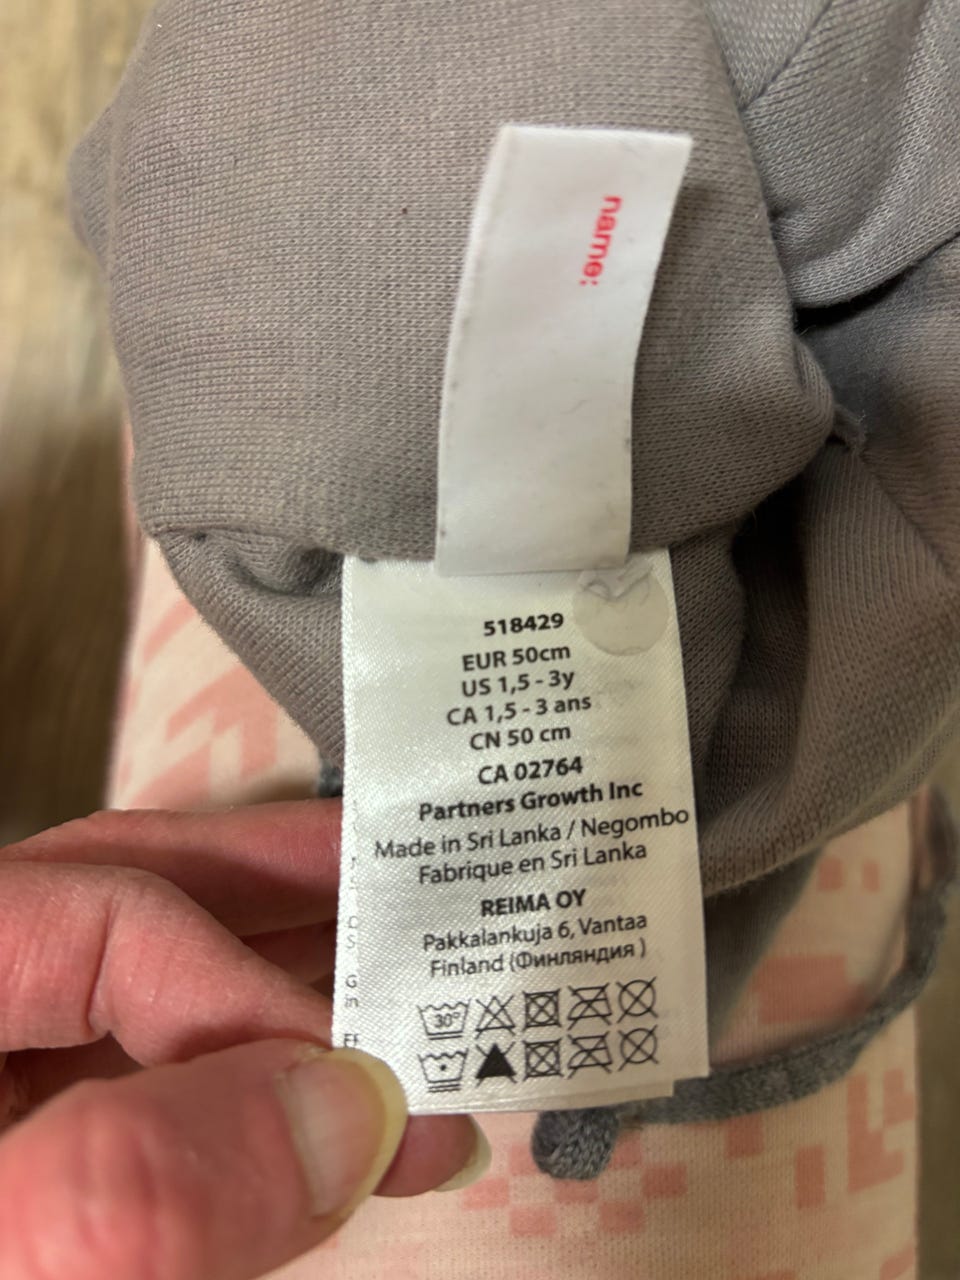 name:
518429
EUR 50cm
US 1,5 - 3y
CA 1,5 - 3 ans
CN 50 cm
CA 02764
Partners Growth Inc
Made in Sri Lanka / Negombo
Fabrique en Sri Lanka
REIMA OY
Pakkalankuja 6, Vantaa
Finland (Финляндия )
30°